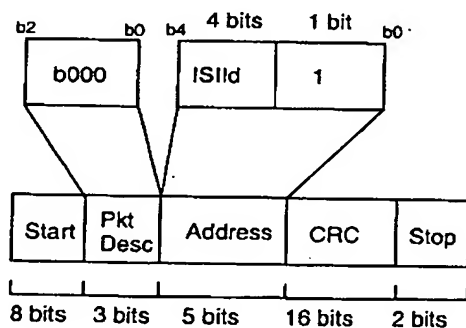 4 bits 1 bit
b2 b0 b4 b0
b000 ISIId 1
Start Pkt Desc Address CRC Stop
8 bits 3 bits 5 bits 16 bits 2 bits